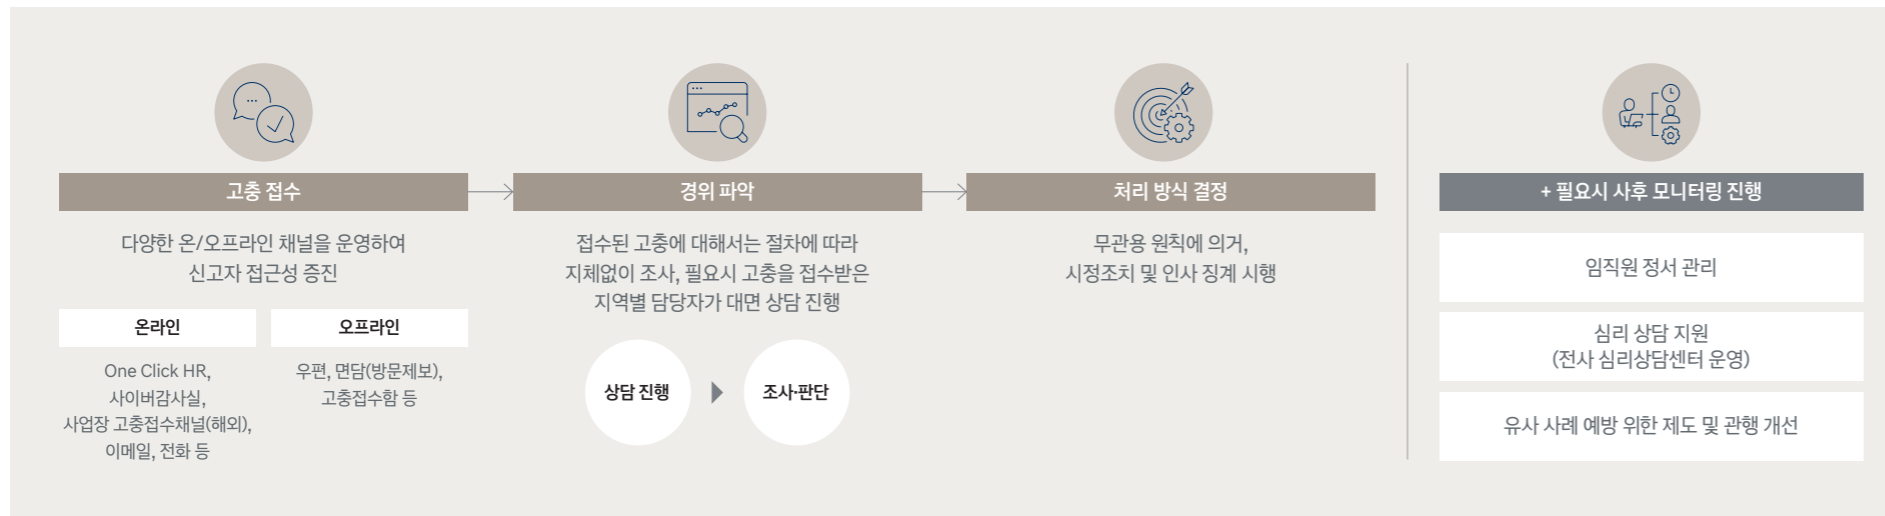 고충 접수
다양한 온/오프라인 채널을 운영하여
신고자 접근성 증진
온라인
One Click HR,
사이버감사실,
사업장 고충접수채널(해외),
이메일, 전화 등
오프라인
우편, 면담(방문제보),
고충접수함 등
경위 파악
접수된 고충에 대해서는 절차에 따라
지체없이 조사, 필요시 고충을 접수받은
지역별 담당자가 대면 상담 진행
상담 진행
조사·판단
처리 방식 결정
무관용 원칙에 의거,
시정조치 및 인사 징계 시행
+ 필요시 사후 모니터링 진행
임직원 정서 관리
심리 상담 지원
(전사 심리상담센터 운영)
유사 사례 예방 위한 제도 및 관행 개선